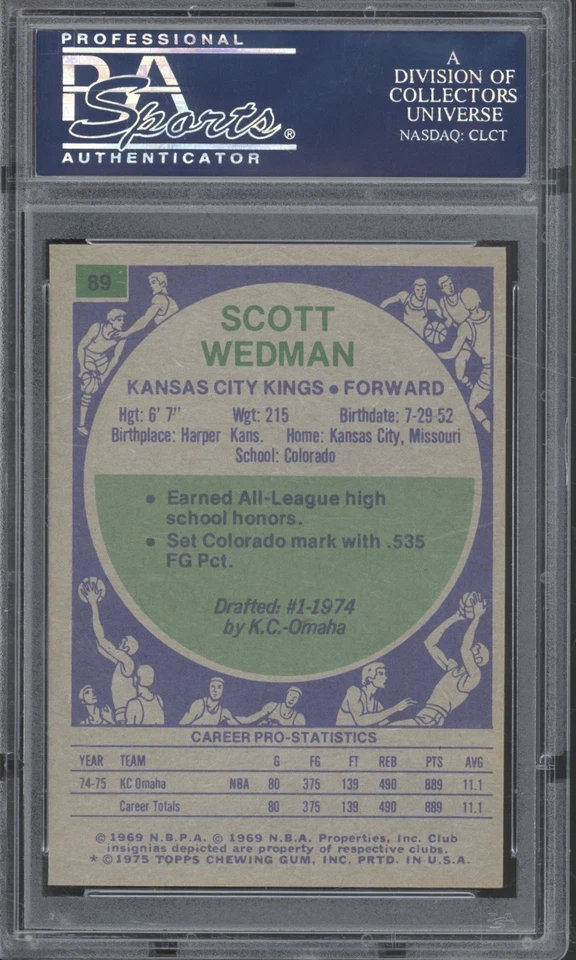 PROFESSIONAL
PSA
Sports®
AUTHENTICATOR
A
DIVISION OF
COLLECTORS
UNIVERSE
NASDAQ: CLCT
89
SCOTT
WEDMAN
KANSAS CITY KINGS • FORWARD
Hgt: 6' 7" Wgt: 215 Birthdate: 7-29-52
Birthplace: Harper Kans. Home: Kansas City, Missouri
School: Colorado
• Earned All-League high
school honors.
• Set Colorado mark with .535
FG Pct.
Drafted: #1-1974
by K.C.-Omaha
CAREER PRO-STATISTICS
YEAR TEAM G FG FT REB PTS AVG
74-75 KC Omaha NBA 80 375 139 490 889 11.1
Career Totals 80 375 139 490 889 11.1
© 1969 N.B.P.A. © 1969 N.B.A. Properties, Inc. Club
insignias depicted are property of respective clubs.
* © 1975 TOPPS CHEWING GUM, INC. PRTD. IN U.S.A.